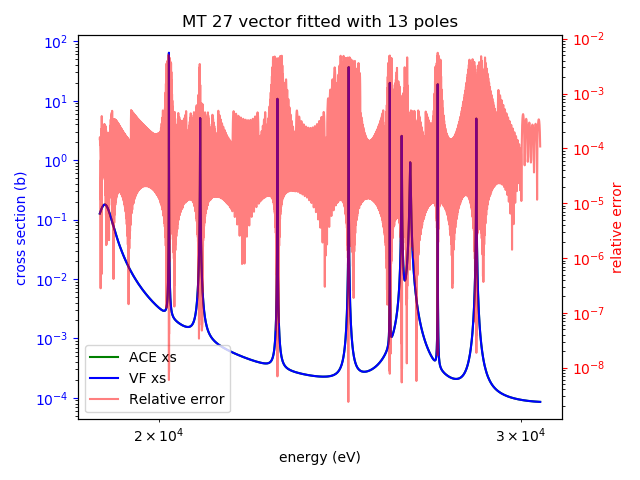 MT 27 vector fitted with 13 poles
10²
10¹
10⁰
10⁻¹
10⁻²
10⁻³
10⁻⁴
cross section (b)
10⁻²
10⁻³
10⁻⁴
10⁻⁵
10⁻⁶
10⁻⁷
10⁻⁸
relative error
ACE xs
VF xs
Relative error
2 × 10⁴
3 × 10⁴
energy (eV)